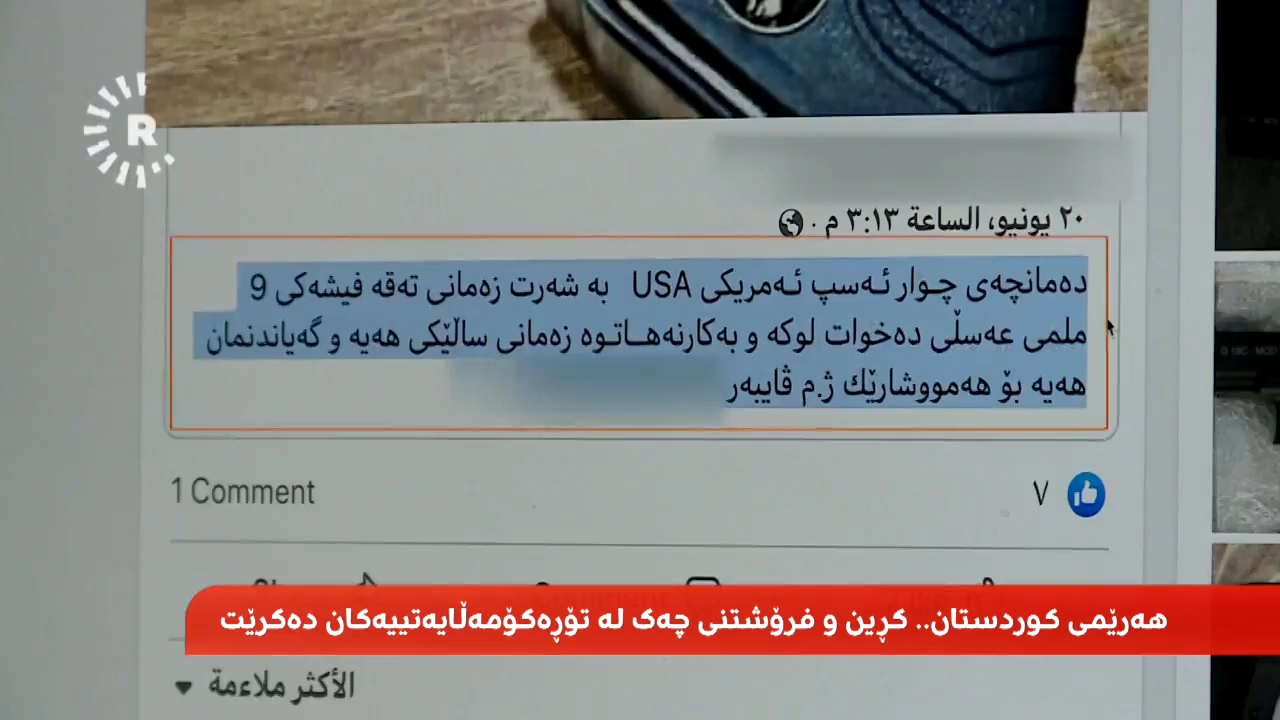 R
٢٠ يونيو، الساعة ٣:١٣ م ·
دەمانچەی چوار ئەسپ ئەمریکی USA بە شەرت زەمانی تەقە فیشەکی 9
ملمی عەسڵی دەخوات لوکە و بەکارنەهاتوە زەمانی ساڵێکی هەیە و گەیاندنمان
هەیە بۆ هەمووشارێك ژ.م ڤایبەر
1 Comment
٧
هەرێمی کوردستان.. کڕین و فرۆشتنی چەک لە تۆڕەکۆمەڵایەتییەکان دەکرێت
الأكثر ملاءمة